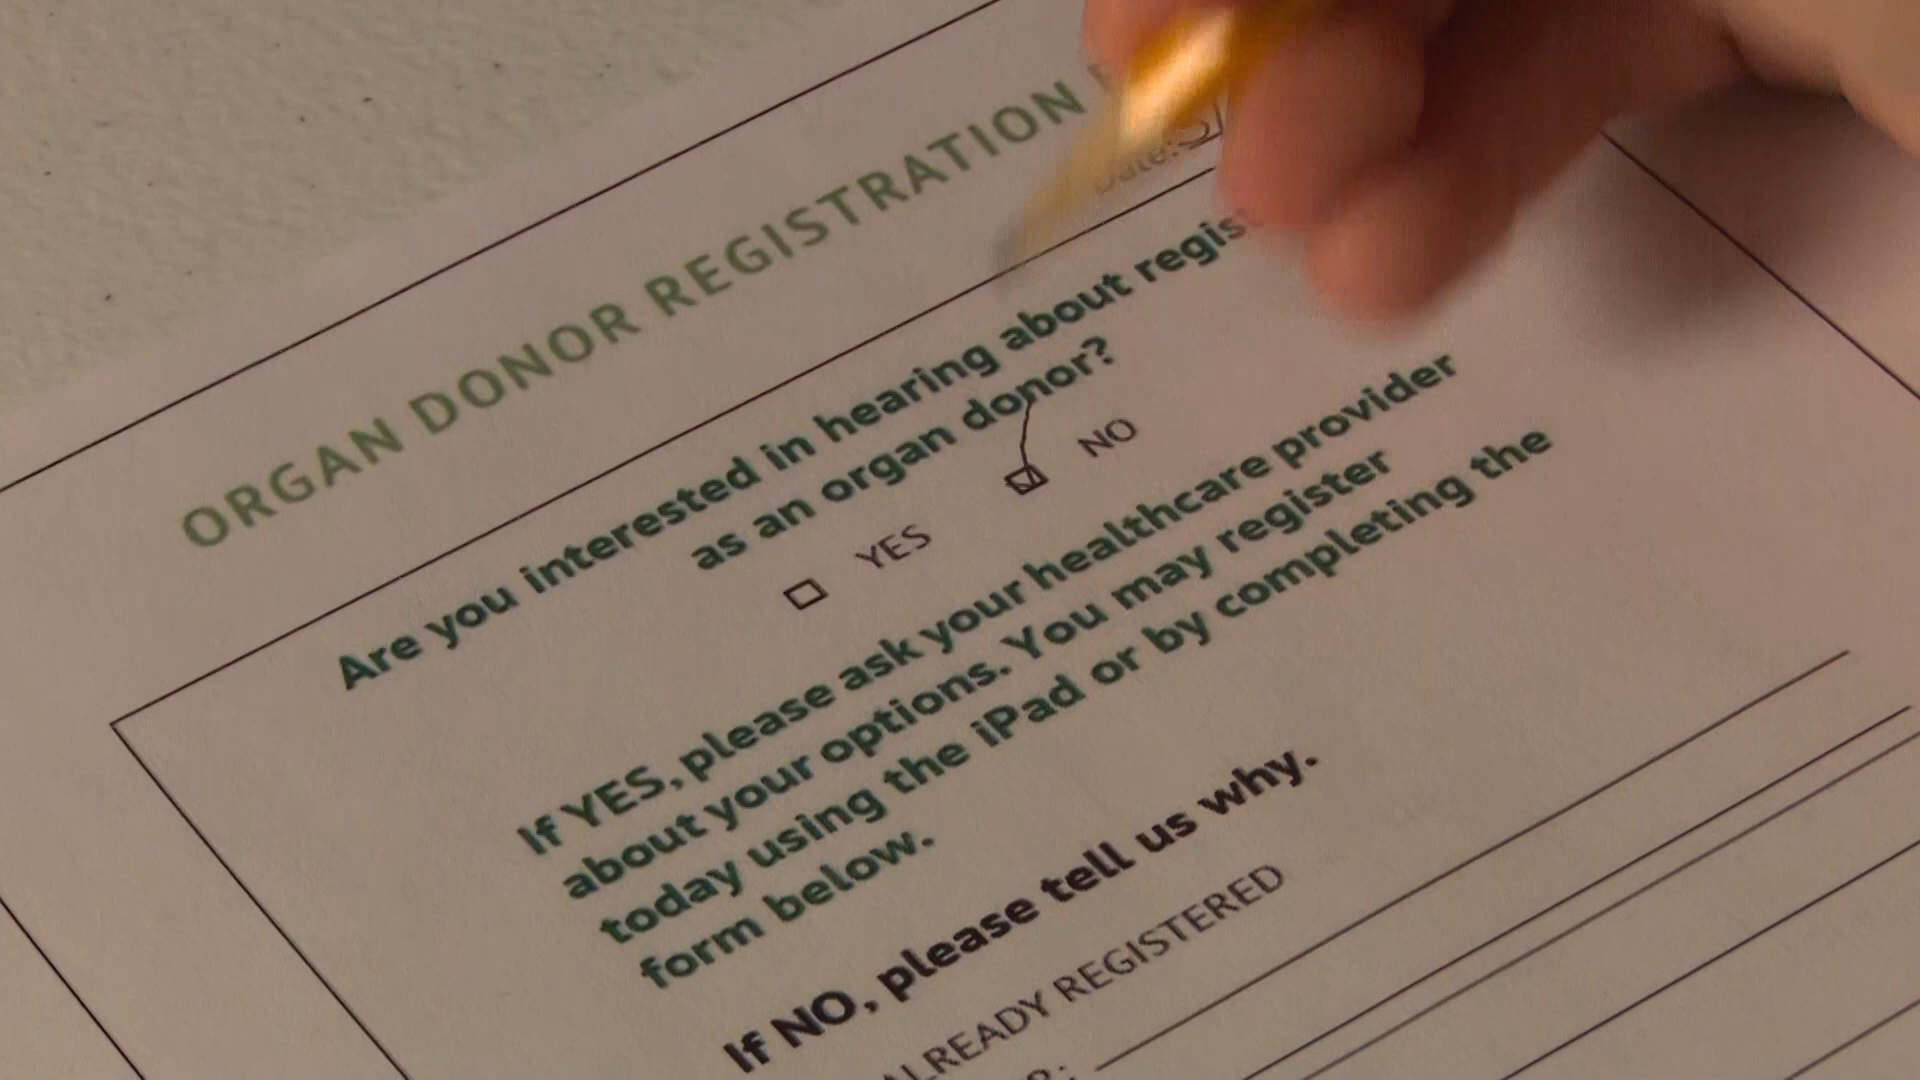 ORGAN DONOR REGISTRATION
Date:
Are you interested in hearing about
as an organ donor?
YES NO
If YES, please ask your healthcare provider
about your options. You may register
today using the iPad or by completing the
form below.
If NO, please tell us why.
ALREADY REGISTERED